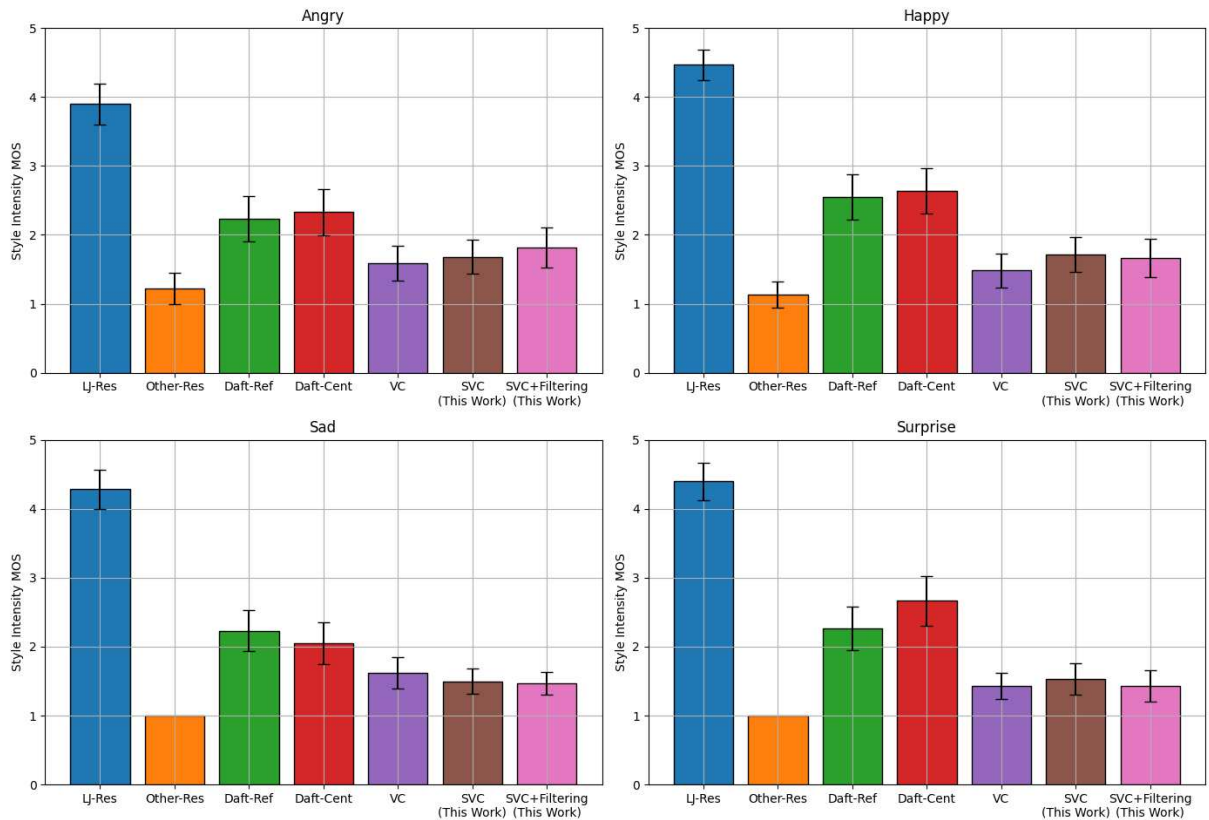 Angry
5
4
3
2
1
0
Style Intensity MOS
LJ-Res Other-Res Daft-Ref Daft-Cent VC SVC SVC+Filtering
(This Work) (This Work)
Happy
5
4
3
2
1
0
Style Intensity MOS
LJ-Res Other-Res Daft-Ref Daft-Cent VC SVC SVC+Filtering
(This Work) (This Work)
Sad
5
4
3
2
1
0
Style Intensity MOS
LJ-Res Other-Res Daft-Ref Daft-Cent VC SVC SVC+Filtering
(This Work) (This Work)
Surprise
5
4
3
2
1
0
Style Intensity MOS
LJ-Res Other-Res Daft-Ref Daft-Cent VC SVC SVC+Filtering
(This Work) (This Work)